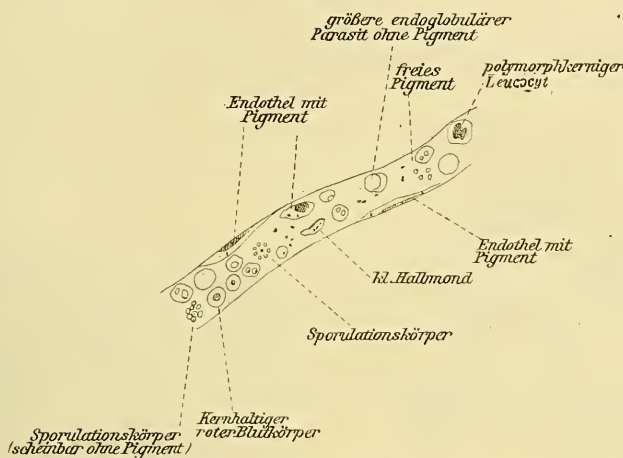 größere endoglobulärer
Parasit ohne Pigment
freies
Pigment
polymorphkerniger
Leucocyt
Endothel mit
Pigment
Endothel mit
Pigment
kl. Halbmond
Sporulationskörper
Kernhaltiger
roter Blutkörper
Sporulationskörper
(scheinbar ohne Pigment)